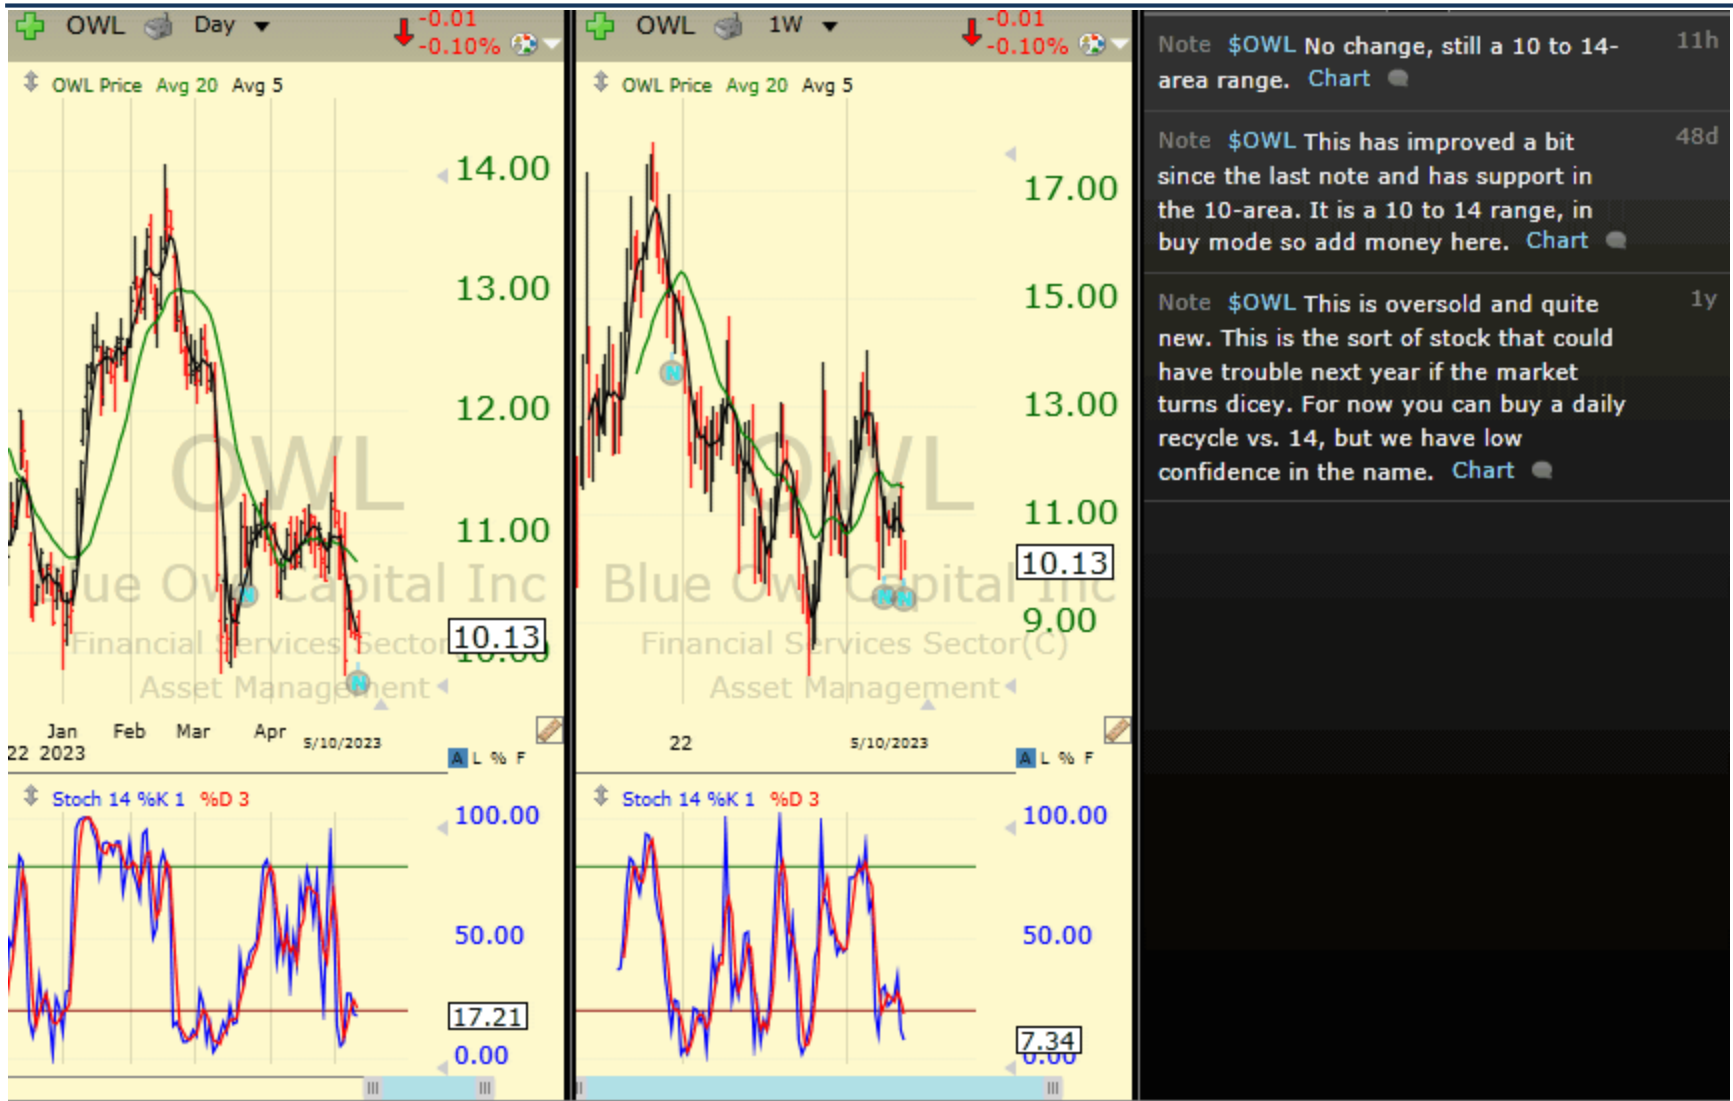 OWL Day
-0.01
-0.10%
OWL Price Avg 20 Avg 5
14.00
13.00
12.00
11.00
10.13
10.00
OWL
Blue Owl Capital Inc
Financial Services Sector
Asset Management
Jan Feb Mar Apr 5/10/2023
22 2023
A L % F
Stoch 14 %K 1 %D 3
100.00
50.00
17.21
0.00
N
N
OWL 1W
-0.01
-0.10%
OWL Price Avg 20 Avg 5
17.00
15.00
13.00
11.00
10.13
9.00
OWL
Blue Owl Capital Inc
Financial Services Sector(C)
Asset Management
N
N
N
22 5/10/2023
A L % F
Stoch 14 %K 1 %D 3
100.00
50.00
7.34
0.00
Note $OWL No change, still a 10 to 14- 11h
area range. Chart
Note $OWL This has improved a bit 48d
since the last note and has support in
the 10-area. It is a 10 to 14 range, in
buy mode so add money here. Chart
Note $OWL This is oversold and quite 1y
new. This is the sort of stock that could
have trouble next year if the market
turns dicey. For now you can buy a daily
recycle vs. 14, but we have low
confidence in the name. Chart